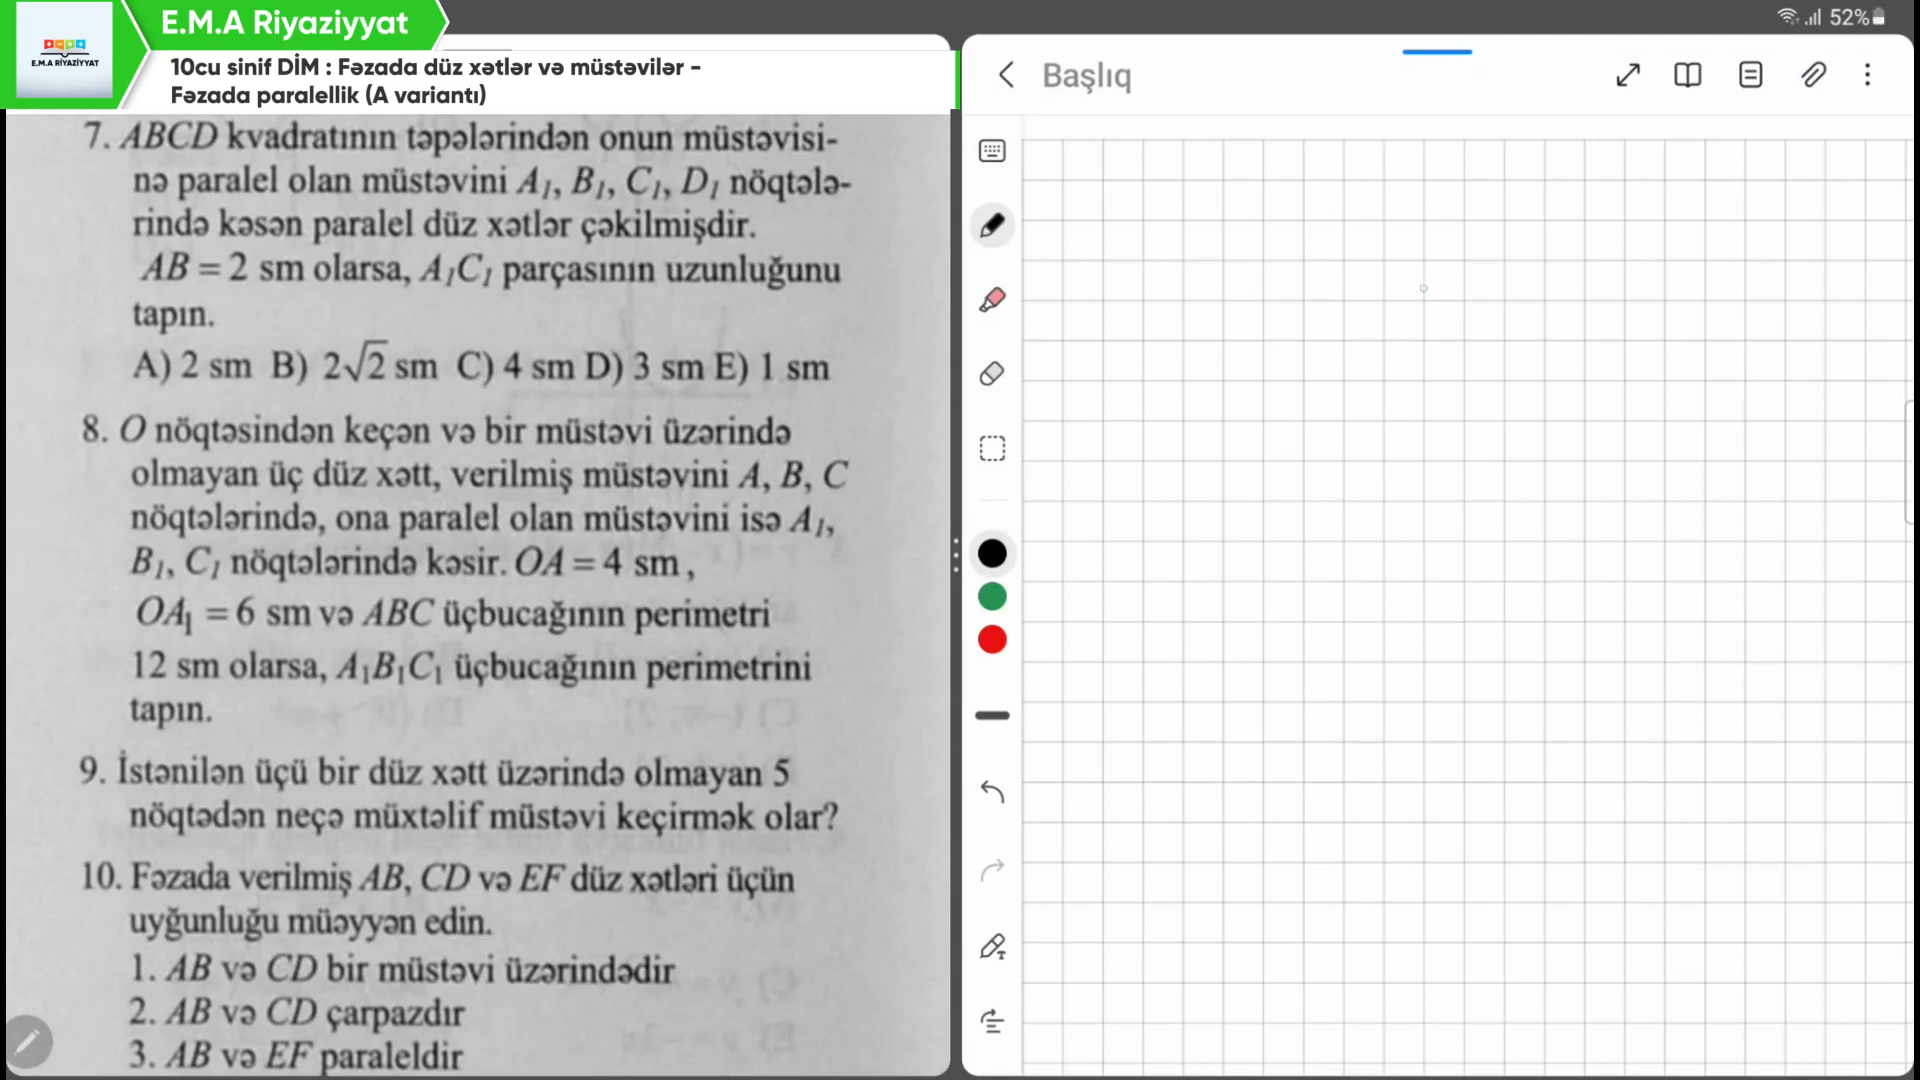 E.M.A Riyaziyyat
E.M.A RİYAZİYYAT
10cu sinif DİM : Fəzada düz xətlər və müstəvilər -
Fəzada paralellik (A variantı)
52%
Başlıq
7. ABCD kvadratının təpələrindən onun müstəvisi-
nə paralel olan müstəvini A₁, B₁, C₁, D₁ nöqtələ-
rində kəsən paralel düz xətlər çəkilmişdir.
AB = 2 sm olarsa, A₁C₁ parçasının uzunluğunu
tapın.
A) 2 sm B) 2√2 sm C) 4 sm D) 3 sm E) 1 sm
8. O nöqtəsindən keçən və bir müstəvi üzərində
olmayan üç düz xətt, verilmiş müstəvini A, B, C
nöqtələrində, ona paralel olan müstəvini isə A₁,
B₁, C₁ nöqtələrində kəsir. OA = 4 sm,
OA₁ = 6 sm və ABC üçbucağının perimetri
12 sm olarsa, A₁B₁C₁ üçbucağının perimetrini
tapın.
9. İstənilən üçü bir düz xətt üzərində olmayan 5
nöqtədən neçə müxtəlif müstəvi keçirmək olar?
10. Fəzada verilmiş AB, CD və EF düz xətləri üçün
uyğunluğu müəyyən edin.
1. AB və CD bir müstəvi üzərindədir
2. AB və CD çarpazdır
3. AB və EF paraleldir